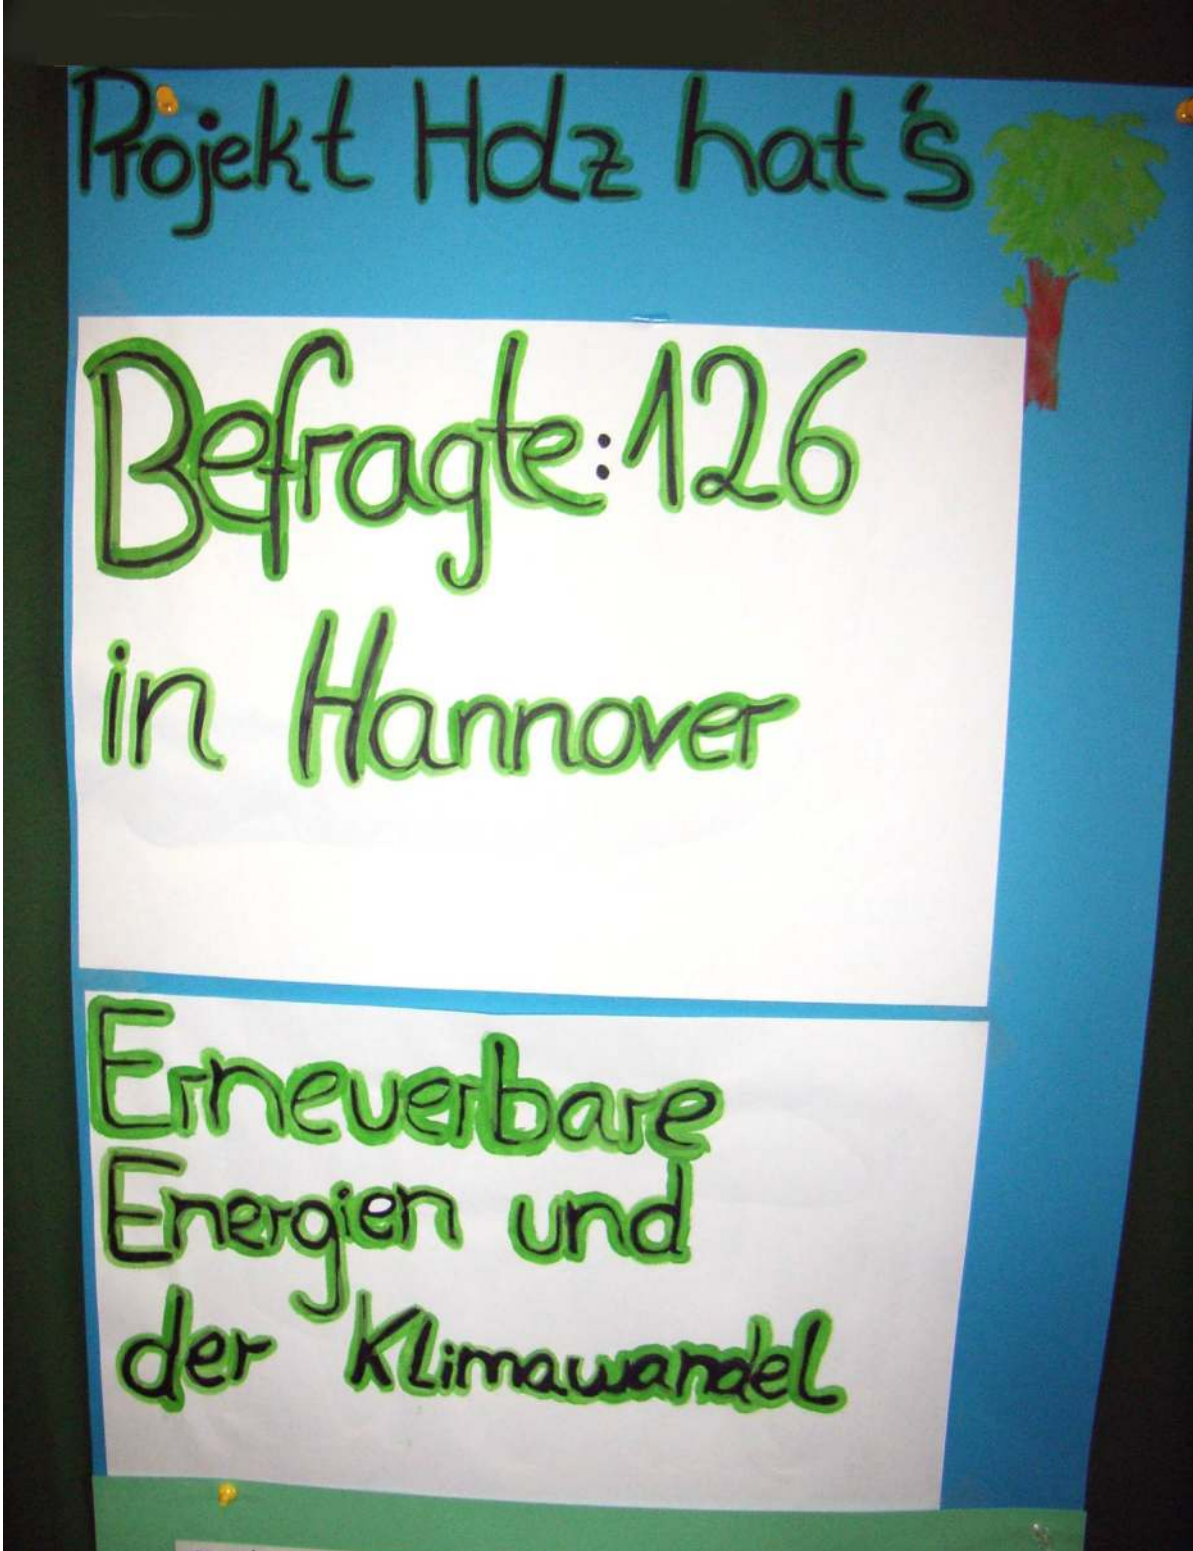 Projekt Holz hat's
Befragte: 126
in Hannover
Erneuerbare
Energien und
der Klimawandel